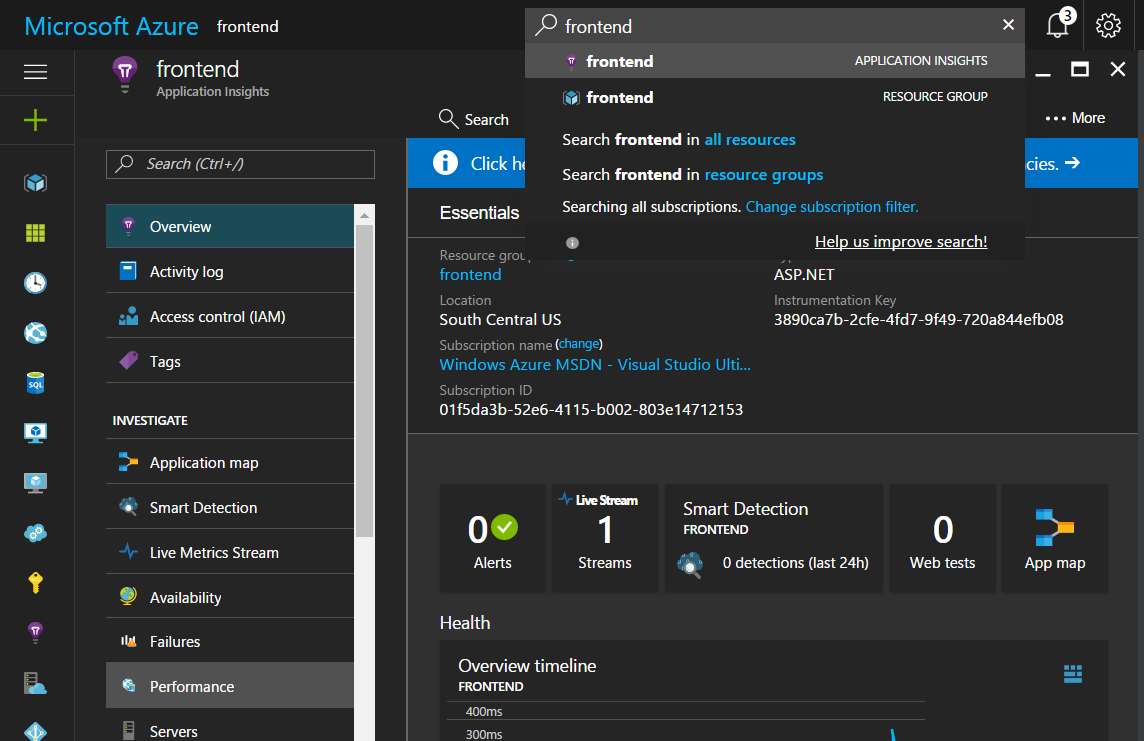 Microsoft Azure frontend
frontend
3
frontend APPLICATION INSIGHTS
frontend RESOURCE GROUP
Search frontend in all resources
Search frontend in resource groups
Searching all subscriptions. Change subscription filter.
Help us improve search!
frontend
Application Insights
Search (Ctrl+/)
Overview
Activity log
Access control (IAM)
Tags
INVESTIGATE
Application map
Smart Detection
Live Metrics Stream
Availability
Failures
Performance
Servers
SQL
Search
More
Click he
cies.
Essentials
Resource group
frontend
Location
South Central US
Subscription name (change)
Windows Azure MSDN - Visual Studio Ulti...
Subscription ID
01f5da3b-52e6-4115-b002-803e14712153
ASP.NET
Instrumentation Key
3890ca7b-2cfe-4fd7-9f49-720a844efb08
0
Alerts
Live Stream
1
Streams
Smart Detection
FRONTEND
0 detections (last 24h)
0
Web tests
App map
Health
Overview timeline
FRONTEND
400ms
300ms